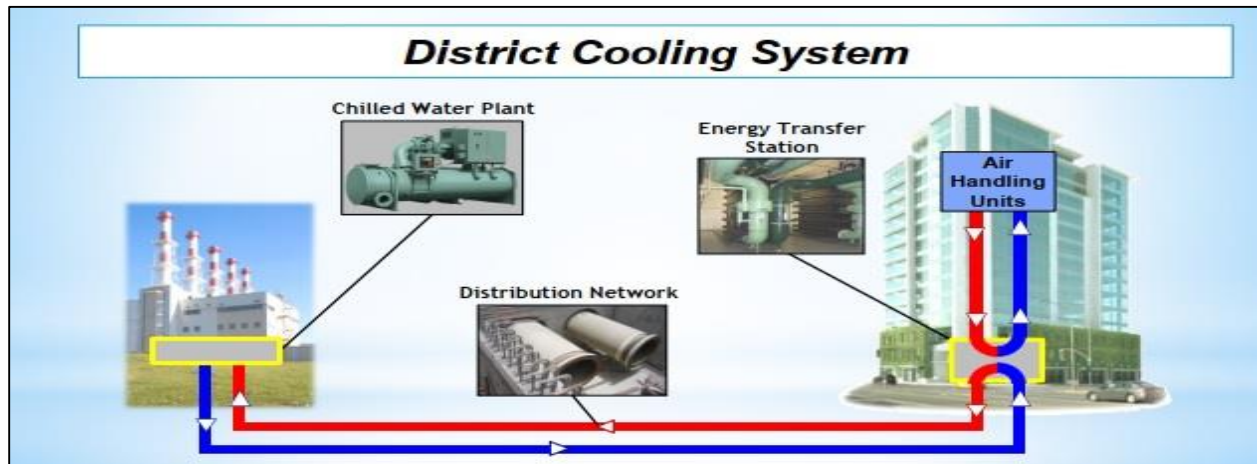 District Cooling System
Chilled Water Plant
Energy Transfer
Station
Air
Handling
Units
Distribution Network